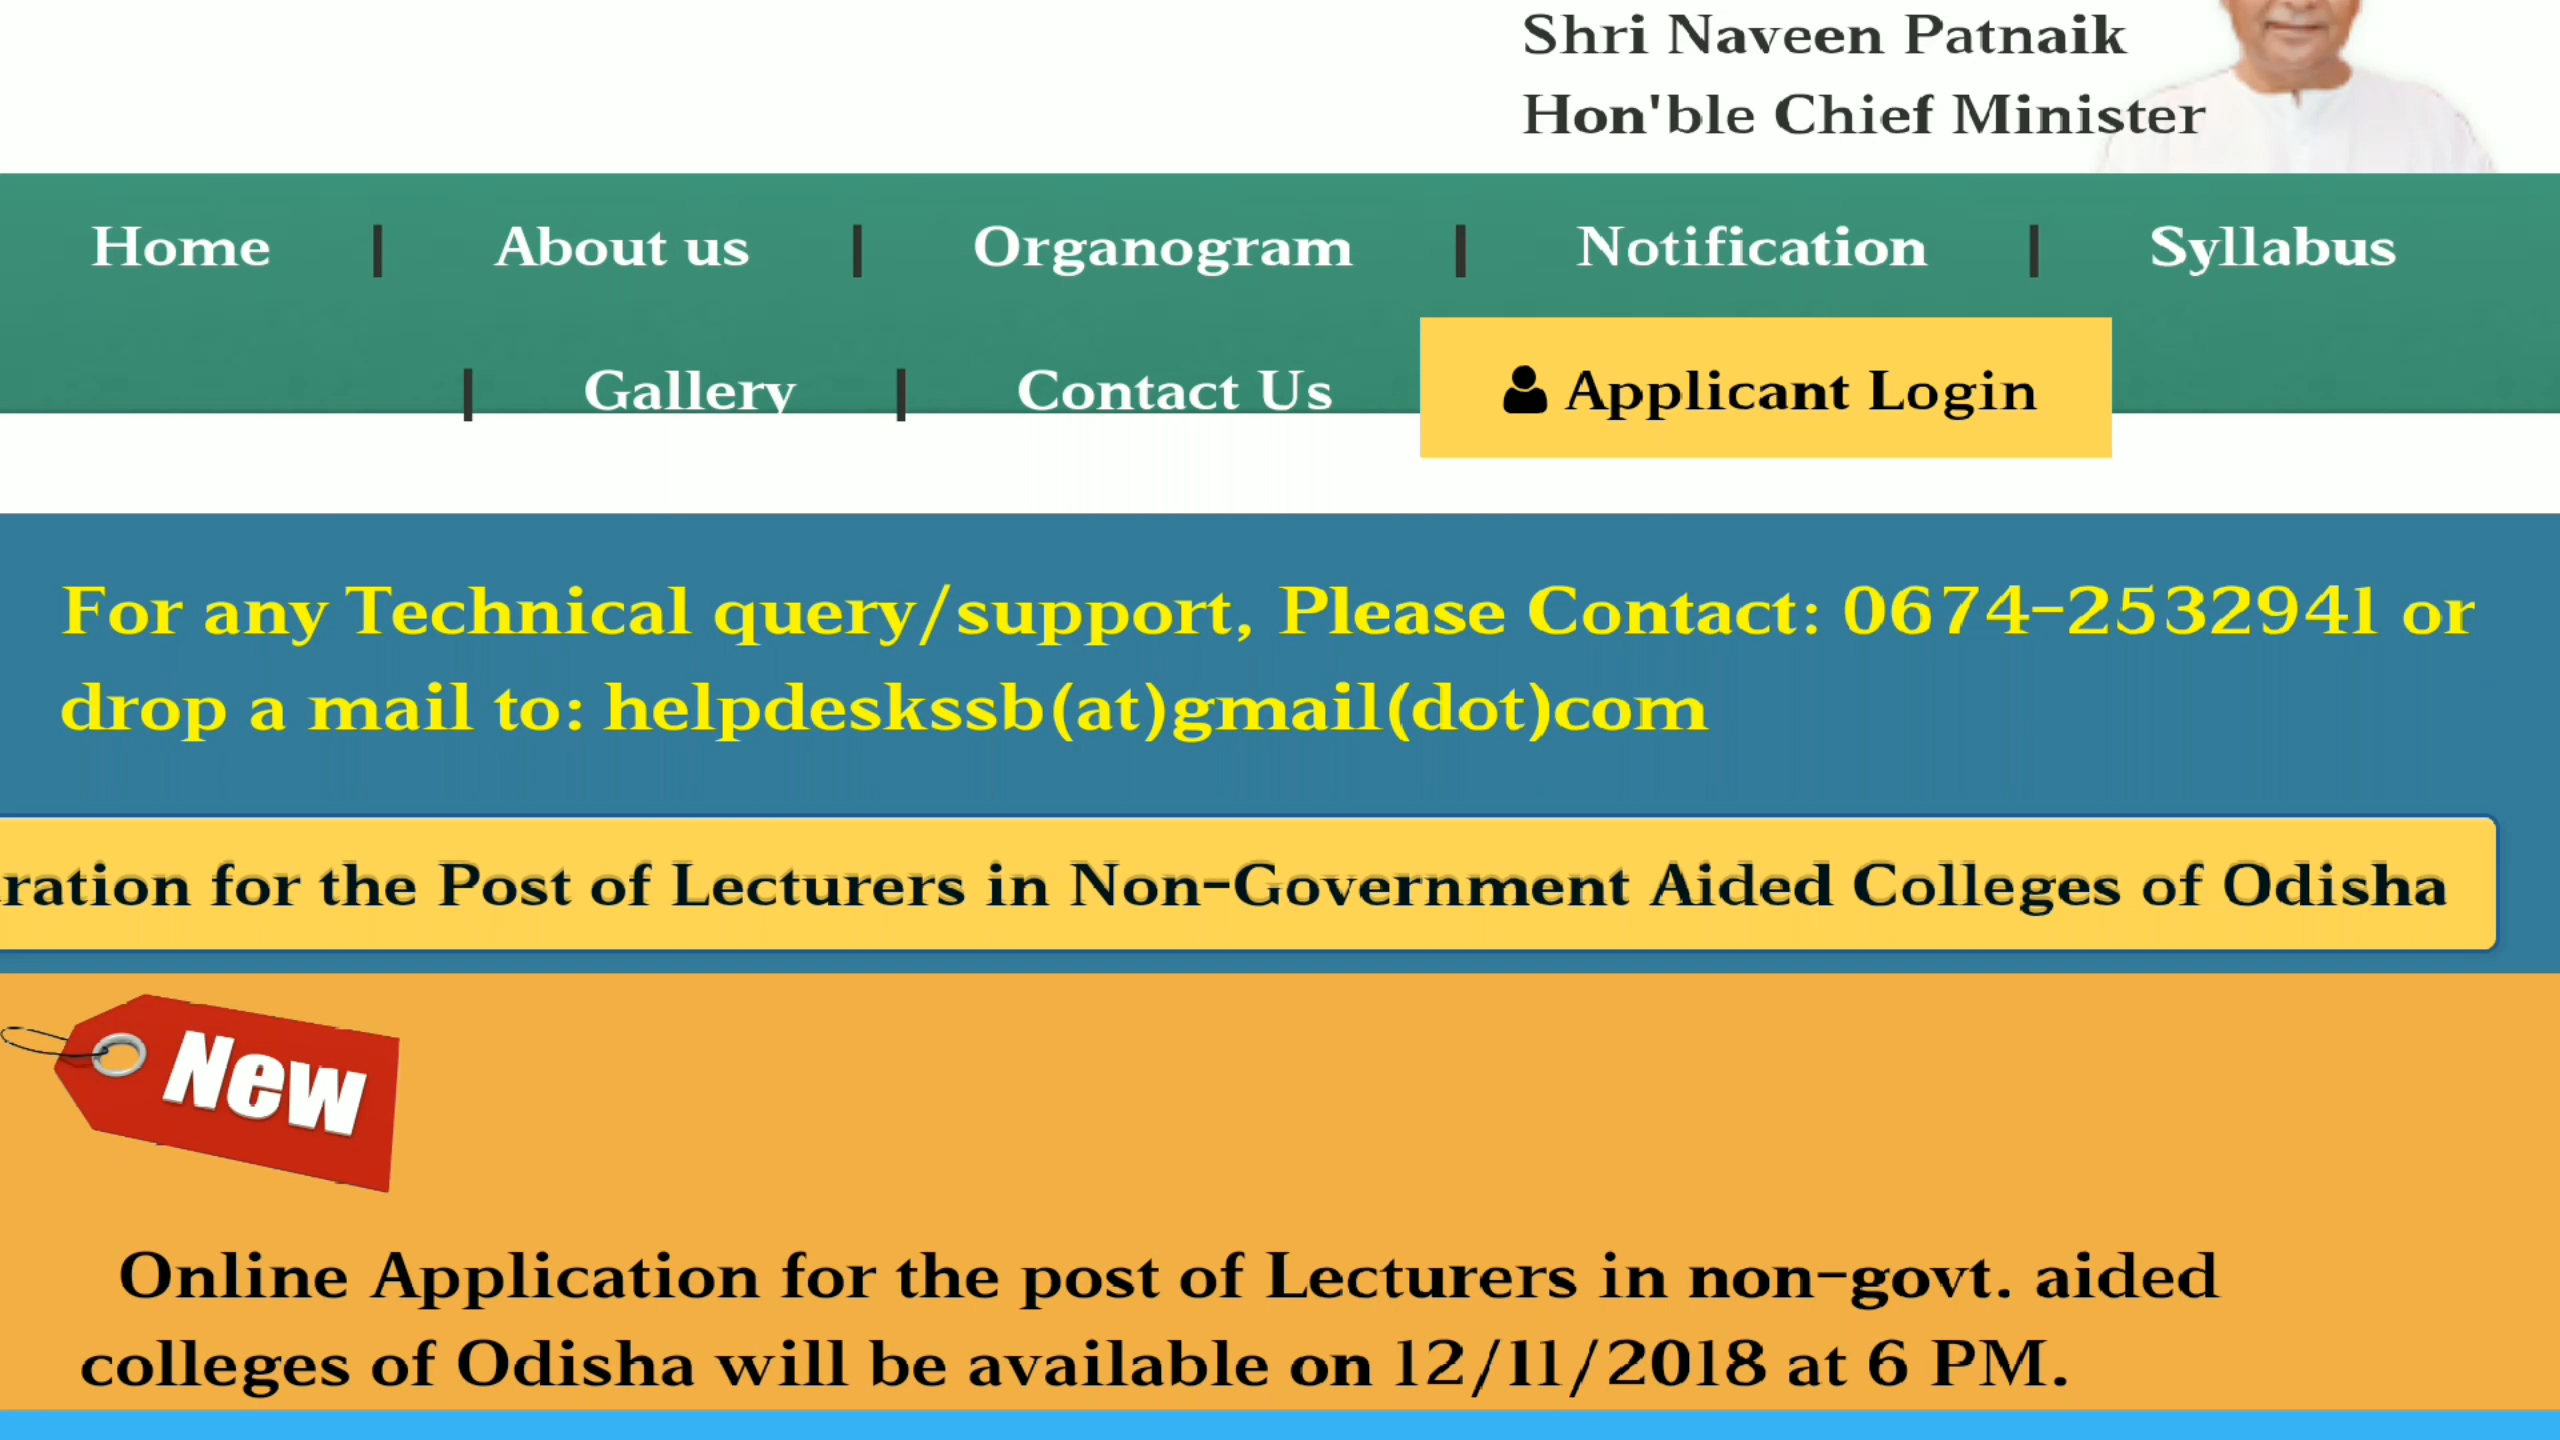 Shri Naveen Patnaik
Hon'ble Chief Minister
Home | About us | Organogram | Notification | Syllabus
| Gallery | Contact Us Applicant Login
For any Technical query/support, Please Contact: 0674-2532941 or
drop a mail to: helpdeskssb(at)gmail(dot)com
for the Post of Lecturers in Non-Government Aided Colleges of Odisha
New
Online Application for the post of Lecturers in non-govt. aided
colleges of Odisha will be available on 12/11/2018 at 6 PM.